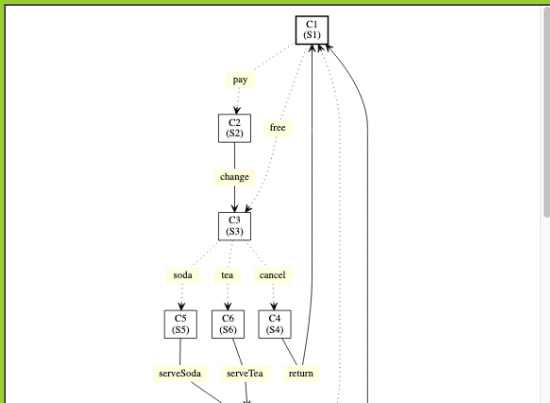 C1
(S1)
pay
C2
(S2)
free
change
C3
(S3)
soda
tea
cancel
C5
(S5)
C6
(S6)
C4
(S4)
serveSoda
serveTea
return